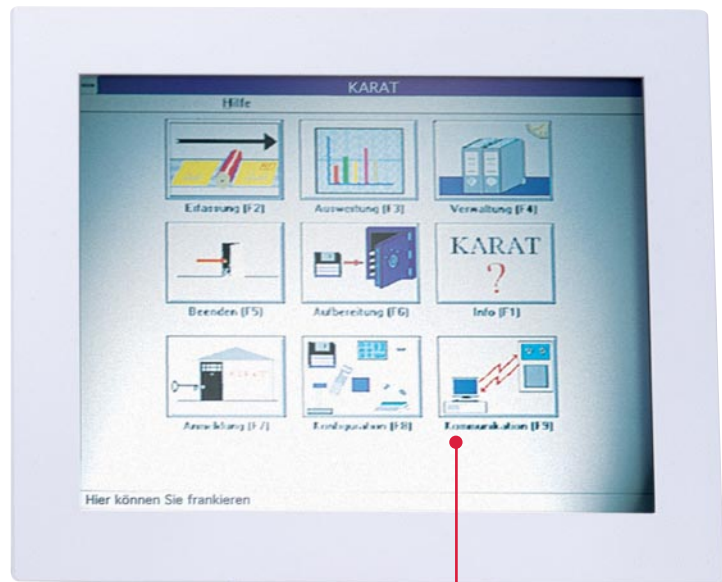 KARAT
Hilfe
Erfassung (F2)
Auswertung (F3)
Verwaltung (F4)
KARAT
?
Beenden (F5)
Aufbereitung (F6)
Info (F1)
KARAT
Anmeldung (F7)
Konfiguration (F8)
Kommunikation (F9)
Hier können Sie frankieren